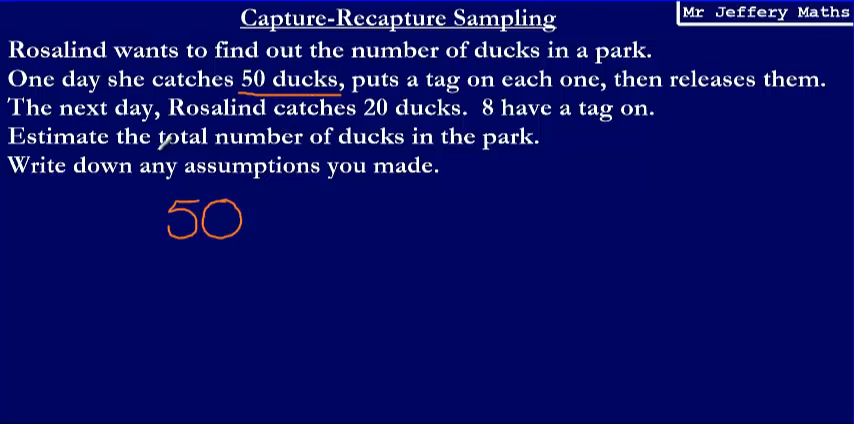 Capture-Recapture Sampling
Mr Jeffery Maths
Rosalind wants to find out the number of ducks in a park.
One day she catches 50 ducks, puts a tag on each one, then releases them.
The next day, Rosalind catches 20 ducks.  8 have a tag on.
Estimate the total number of ducks in the park.
Write down any assumptions you made.
50